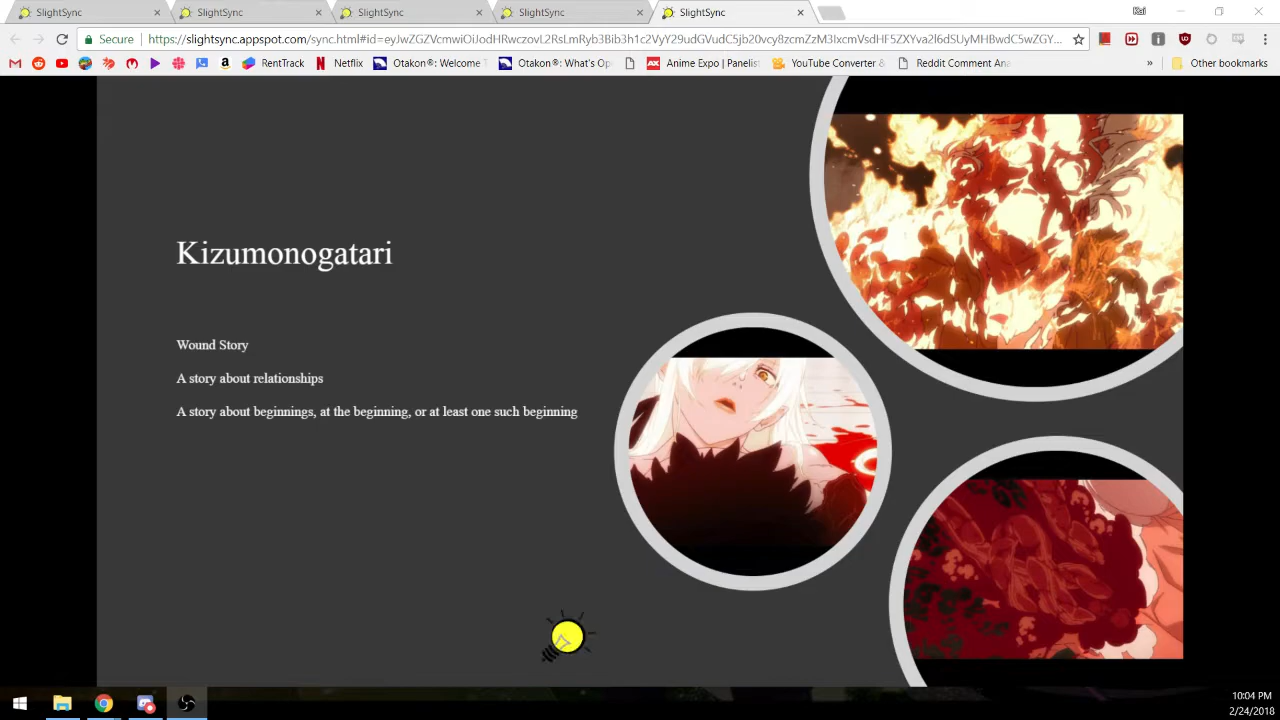 SlightSync
SlightSync
SlightSync
SlightSync
SlightSync
Secure
https://slightsync.appspot.com/sync.html#id=
RentTrack
Netflix
Otakon®: Welcome T
Otakon®: What's Op
Anime Expo | Panelist
YouTube Converter &
Reddit Comment Ana
»
Other bookmarks
Kizumonogatari
Wound Story
A story about relationships
A story about beginnings, at the beginning, or at least one such beginning
10:04 PM
2/24/2018